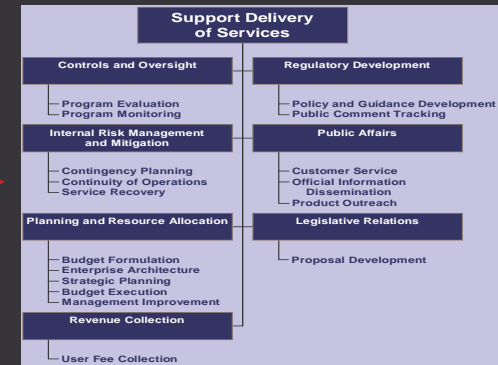 Support Delivery
of Services
Controls and Oversight
Program Evaluation
Program Monitoring
Internal Risk Management
and Mitigation
Contingency Planning
Continuity of Operations
Service Recovery
Planning and Resource Allocation
Budget Formulation
Enterprise Architecture
Strategic Planning
Budget Execution
Management Improvement
Revenue Collection
User Fee Collection
Regulatory Development
Policy and Guidance Development
Public Comment Tracking
Public Affairs
Customer Service
Official Information
Dissemination
Product Outreach
Legislative Relations
Proposal Development